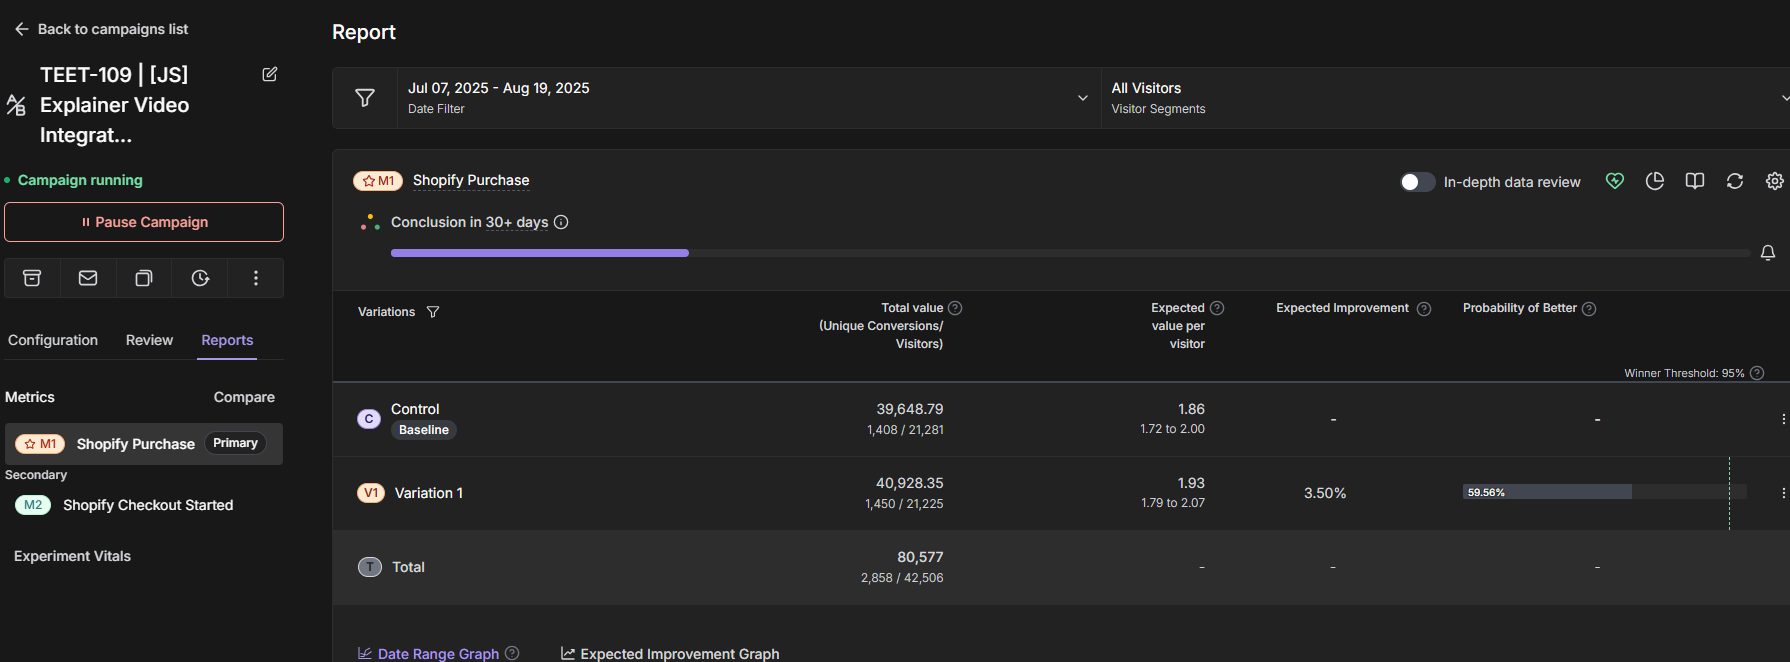 Back to campaigns list
TEET-109 | [JS]
Explainer Video
Integrat...
Campaign running
Pause Campaign
Configuration
Review
Reports
Metrics
Compare
M1
Shopify Purchase
Primary
Secondary
M2
Shopify Checkout Started
Experiment Vitals
Report
Jul 07, 2025 - Aug 19, 2025
Date Filter
All Visitors
Visitor Segments
M1
Shopify Purchase
In-depth data review
Conclusion in 30+ days
Variations
Total value
(Unique Conversions/
Visitors)
Expected
value per
visitor
Expected Improvement
Probability of Better
Winner Threshold: 95%
C
Control
Baseline
39,648.79
1,408 / 21,281
1.86
1.72 to 2.00
-
-
V1
Variation 1
40,928.35
1,450 / 21,225
1.93
1.79 to 2.07
3.50%
59.56%
T
Total
80,577
2,858 / 42,506
-
-
-
Date Range Graph
Expected Improvement Graph